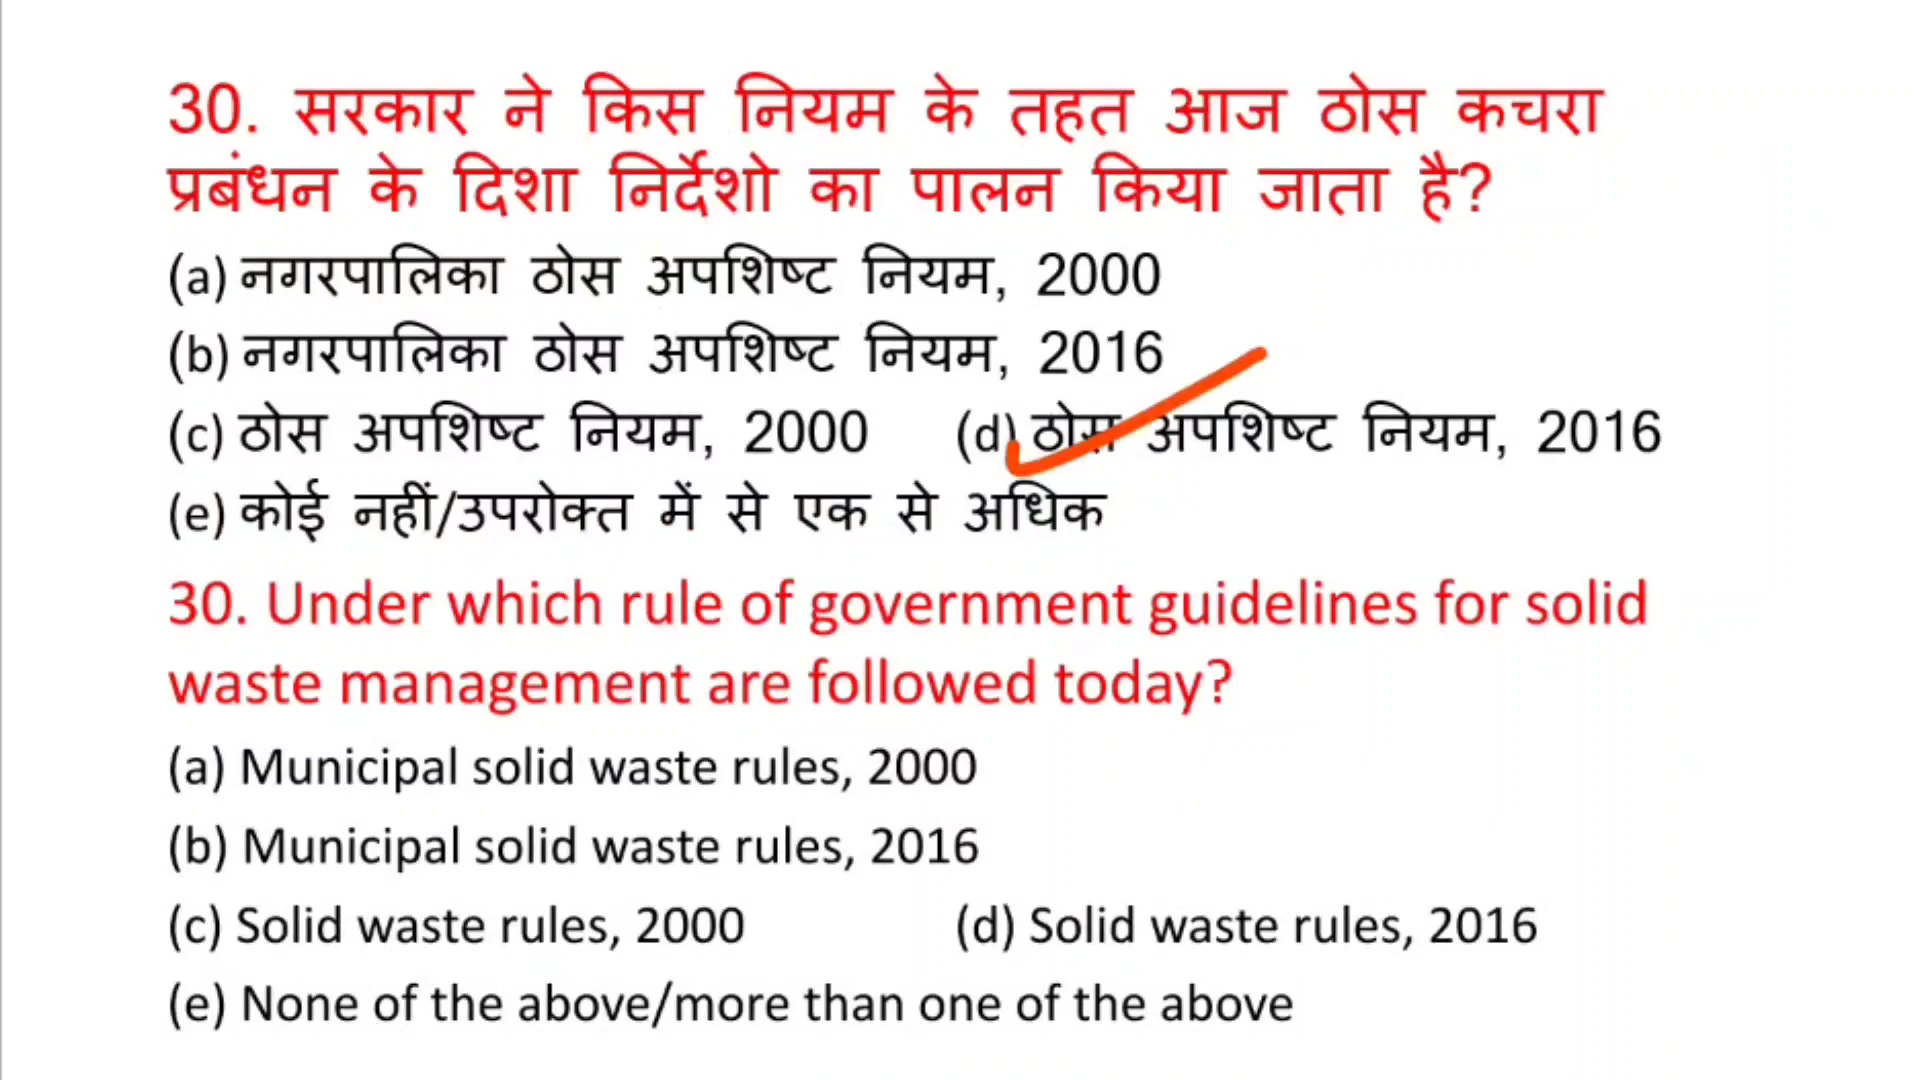 30. सरकार ने किस नियम के तहत आज ठोस कचरा
प्रबंधन के दिशा निर्देशो का पालन किया जाता है?
(a) नगरपालिका ठोस अपशिष्ट नियम, 2000
(b) नगरपालिका ठोस अपशिष्ट नियम, 2016
(c) ठोस अपशिष्ट नियम, 2000 (d) ठोस अपशिष्ट नियम, 2016
(e) कोई नहीं/उपरोक्त में से एक से अधिक
30. Under which rule of government guidelines for solid
waste management are followed today?
(a) Municipal solid waste rules, 2000
(b) Municipal solid waste rules, 2016
(c) Solid waste rules, 2000 (d) Solid waste rules, 2016
(e) None of the above/more than one of the above